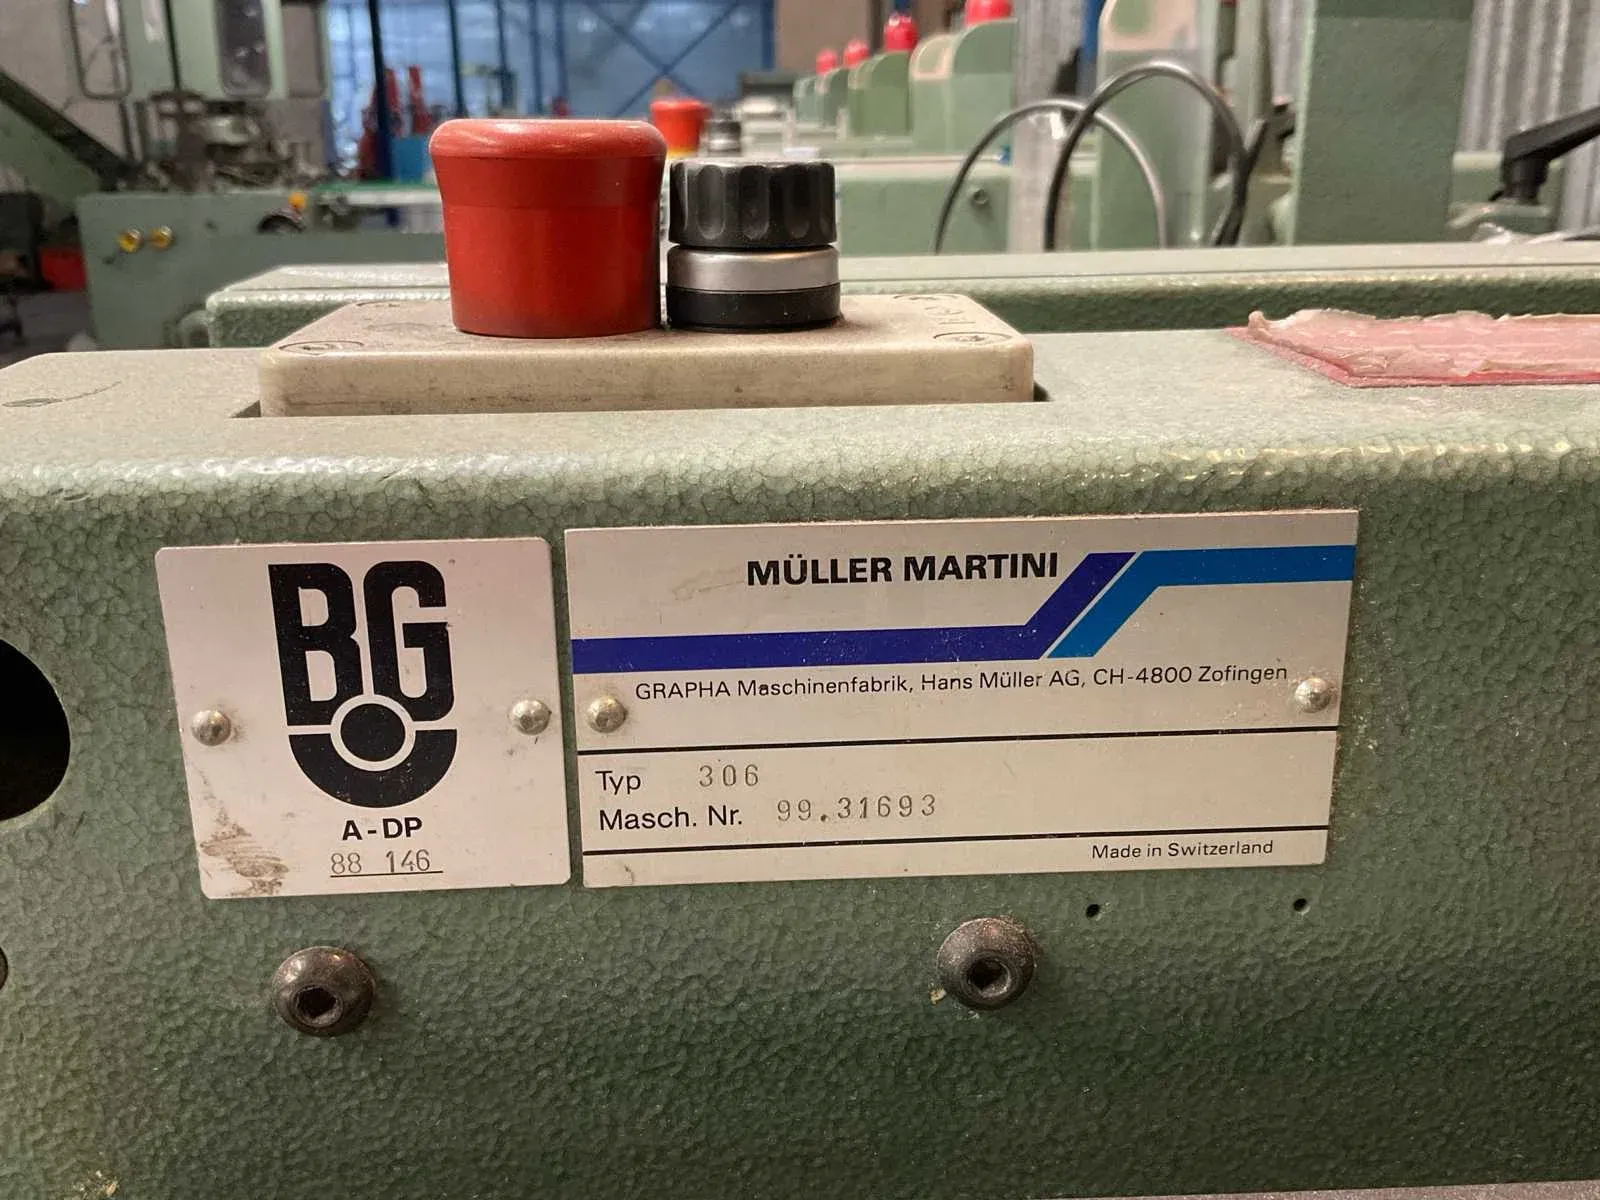 BG
A-DP
88 146
MÜLLER MARTINI
GRAPHA Maschinenfabrik, Hans Müller AG, CH-4800 Zofingen
Typ 306
Masch. Nr. 99.31693
Made in Switzerland